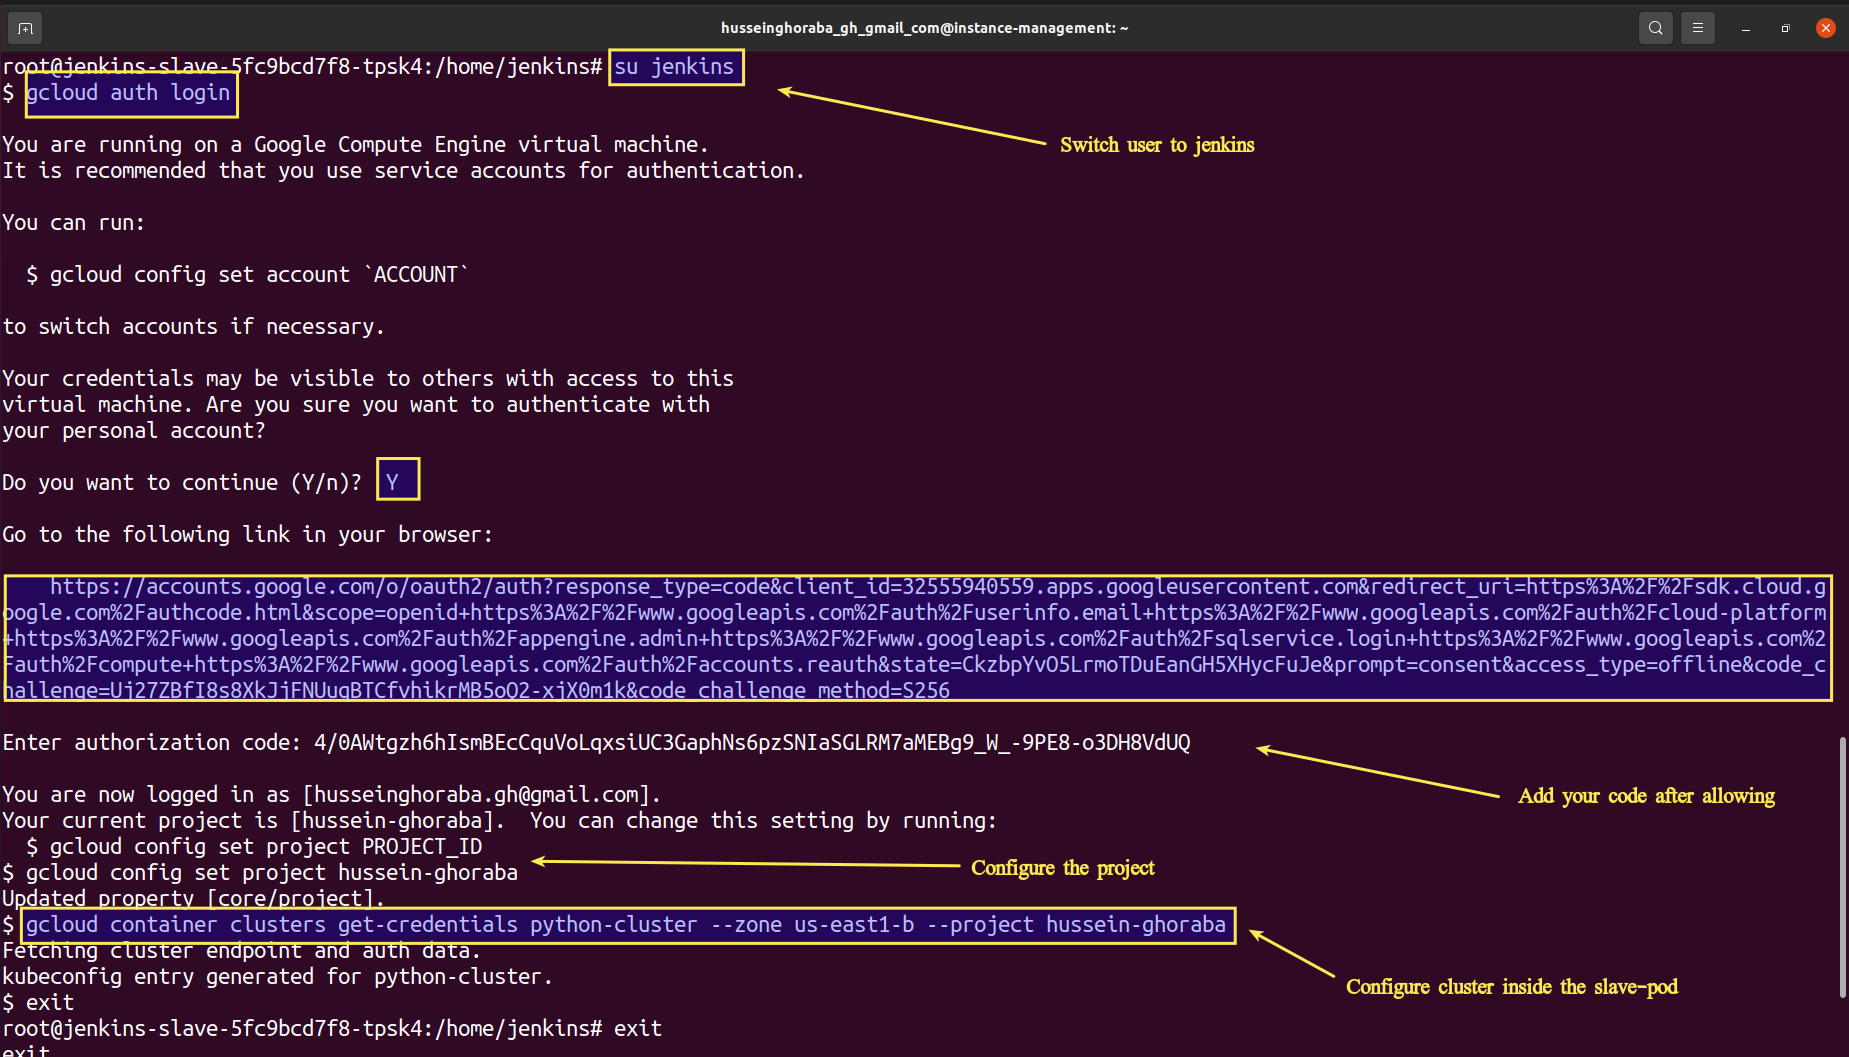 husseinghoraba_gh_gmail_com@instance-management: ~
root@jenkins-slave-5fc9bcd7f8-tpsk4:/home/jenkins# su jenkins
$ gcloud auth login
Switch user to jenkins
You are running on a Google Compute Engine virtual machine.
It is recommended that you use service accounts for authentication.
You can run:
$ gcloud config set account `ACCOUNT`
to switch accounts if necessary.
Your credentials may be visible to others with access to this
virtual machine. Are you sure you want to authenticate with
your personal account?
Do you want to continue (Y/n)? Y
Go to the following link in your browser:
https://accounts.google.com/o/oauth2/auth?response_type=code&client_id=32555940559.apps.googleusercontent.com&redirect_uri=https%3A%2F%2Fsdk.cloud.g
oogle.com%2Fauthcode.html&scope=openid+https%3A%2F%2Fwww.googleapis.com%2Fauth%2Fuserinfo.email+https%3A%2F%2Fwww.googleapis.com%2Fauth%2Fcloud-platform
+https%3A%2F%2Fwww.googleapis.com%2Fauth%2Fappengine.admin+https%3A%2F%2Fwww.googleapis.com%2Fauth%2Fsqlservice.login+https%3A%2F%2Fwww.googleapis.com%2
Fauth%2Fcompute+https%3A%2F%2Fwww.googleapis.com%2Fauth%2Faccounts.reauth&state=CkzbpYvO5LrmoTDuEanGH5XHycFuJe&prompt=consent&access_type=offline&code_c
hallenge=Uj27ZBfI8s8XkJjFNUuqBTCfvhikrMB5oQ2-xjX0m1k&code_challenge_method=S256
Enter authorization code: 4/0AWtgzh6hIsmBEcCquVoLqxsiUC3GaphNs6pzSNIaSGLRM7aMEBg9_W_-9PE8-o3DH8VdUQ
Add your code after allowing
You are now logged in as [husseinghoraba.gh@gmail.com].
Your current project is [hussein-ghoraba].  You can change this setting by running:
$ gcloud config set project PROJECT_ID
Configure the project
$ gcloud config set project hussein-ghoraba
Updated property [core/project].
$ gcloud container clusters get-credentials python-cluster --zone us-east1-b --project hussein-ghoraba
Fetching cluster endpoint and auth data.
kubeconfig entry generated for python-cluster.
Configure cluster inside the slave-pod
$ exit
root@jenkins-slave-5fc9bcd7f8-tpsk4:/home/jenkins# exit
exit